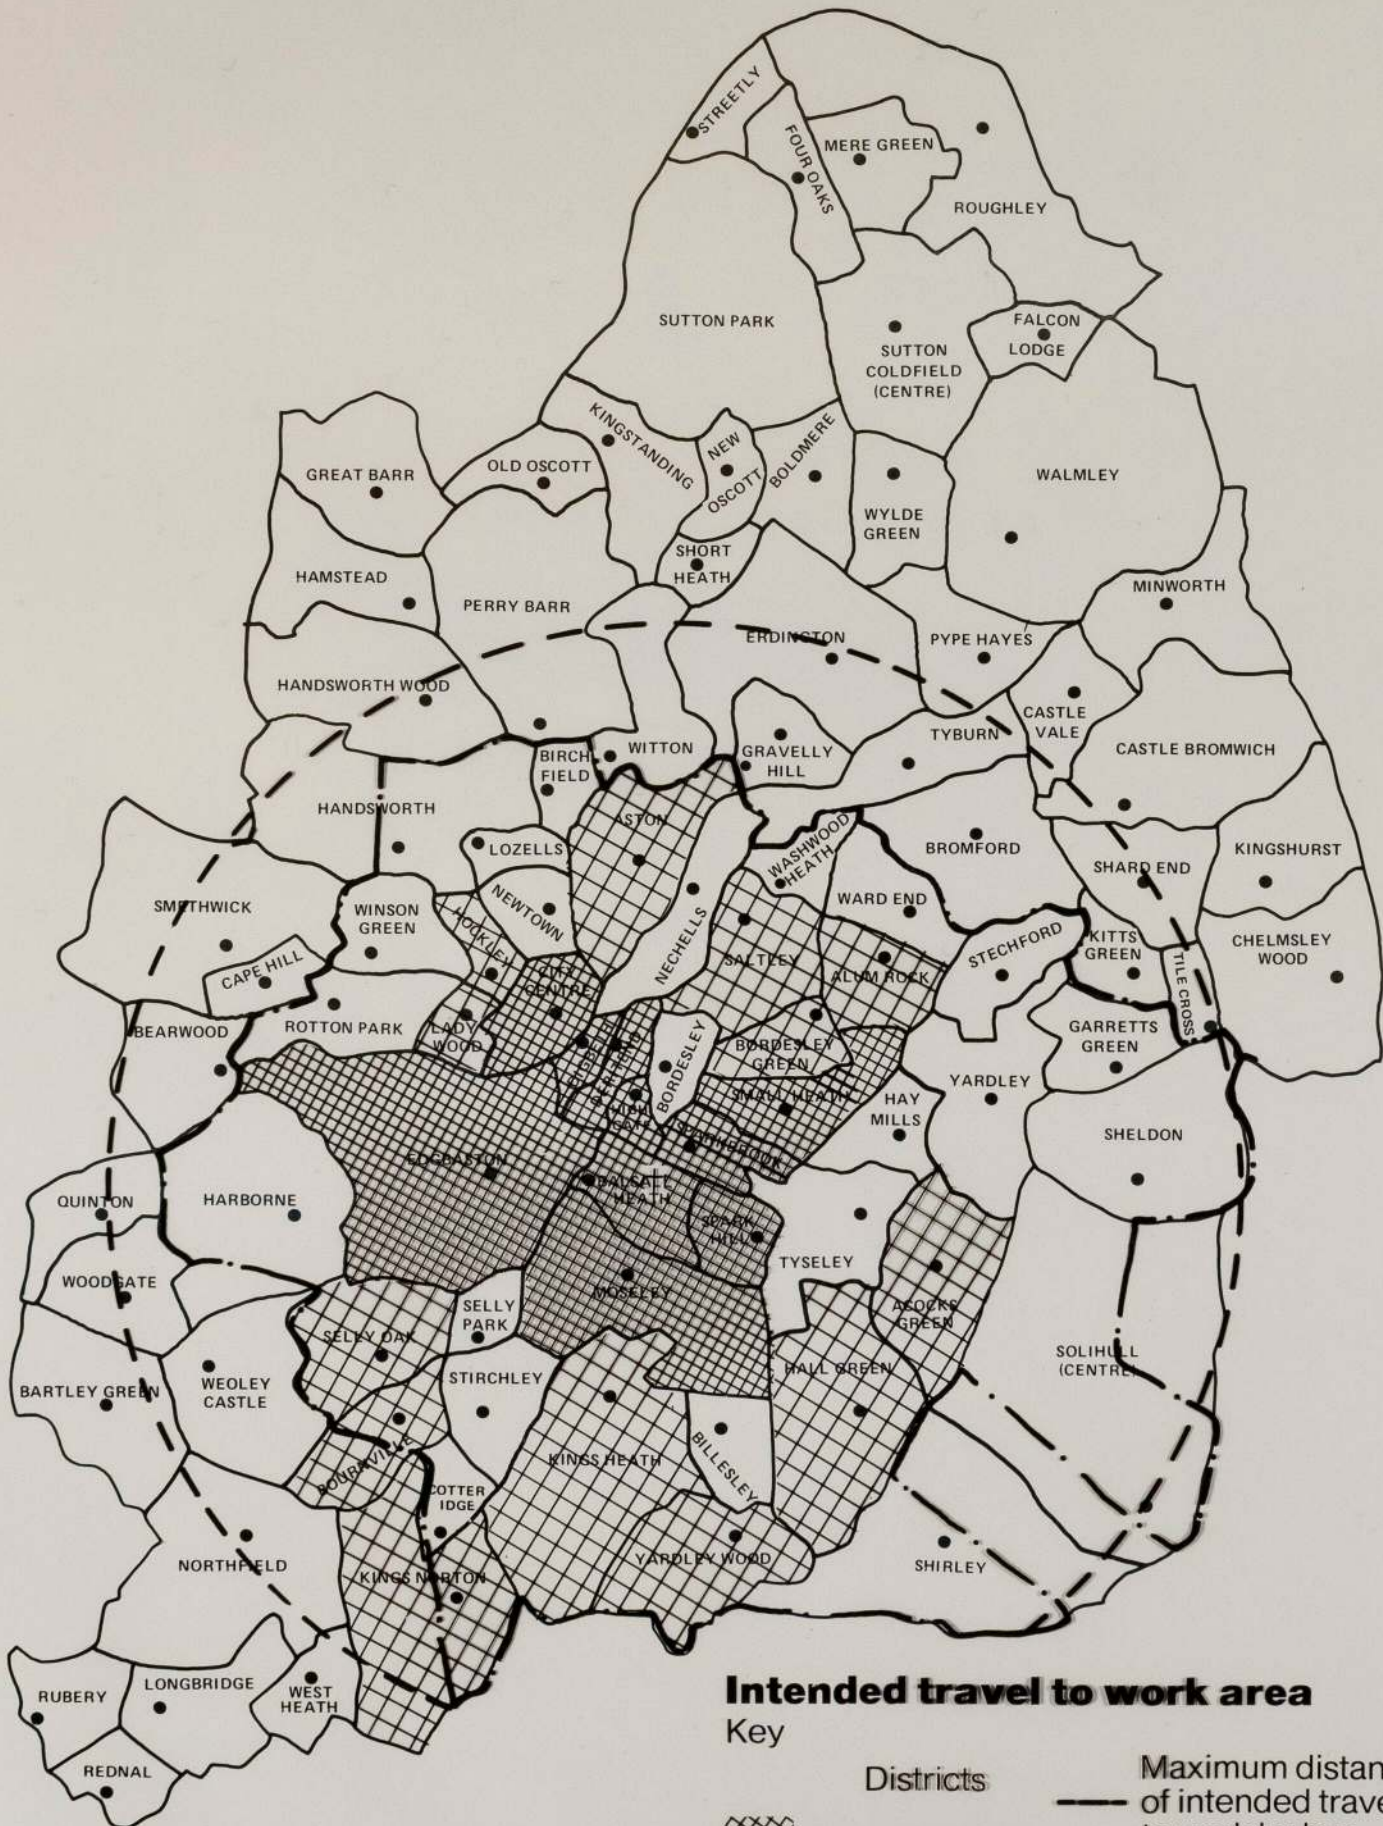 STREETLY
FOUR OAKS
MERE GREEN
ROUGHLEY
SUTTON PARK
FALCON
LODGE
SUTTON
COLDFIELD
(CENTRE)
KINGSTANDING
NEW
OSCOTT
BOLDMERE
GREAT BARR
OLD OSCOTT
WALMLEY
WYLDE
GREEN
SHORT
HEATH
HAMSTEAD
PERRY BARR
MINWORTH
ERDINGTON
PYPE HAYES
HANDSWORTH WOOD
CASTLE
VALE
TYBURN
CASTLE BROMWICH
BIRCH
FIELD
WITTON
GRAVELLY
HILL
HANDSWORTH
ASTON
WASHWOOD
HEATH
BROMFORD
KINGSHURST
LOZELLS
SHARD END
SMETHWICK
WINSON
GREEN
NEWTOWN
HOCKLEY
NECHELLS
WARD END
STECHFORD
KITTS
GREEN
CHELMSLEY
WOOD
CAPE HILL
CITY
CENTRE
SALTLEY
ALUM ROCK
TILE CROSS
BEARWOOD
ROTTON PARK
LADY
WOOD
DIGBETH
DERITEND
BORDESLEY
BORDESLEY
GREEN
GARRETTS
GREEN
YARDLEY
HIGH
GATE
SMALL HEATH
HAY
MILLS
SHELDON
EDGBASTON
SPARKBROOK
BALSALL
HEATH
QUINTON
HARBORNE
SPARK
HILL
TYSELEY
WOODGATE
MOSELEY
SELLY
PARK
ACOCKS
GREEN
SELLY OAK
SOLIHULL
(CENTRE)
HALL GREEN
BARTLEY GREEN
WEOLEY
CASTLE
STIRCHLEY
BOURNVILLE
KINGS HEATH
BILLESLEY
COTTER
IDGE
NORTHFIELD
KINGS NORTON
YARDLEY WOOD
SHIRLEY
RUBERY
LONGBRIDGE
WEST
HEATH
REDNAL
Intended travel to work area
Key
Districts
Maximum distan
of intended trave